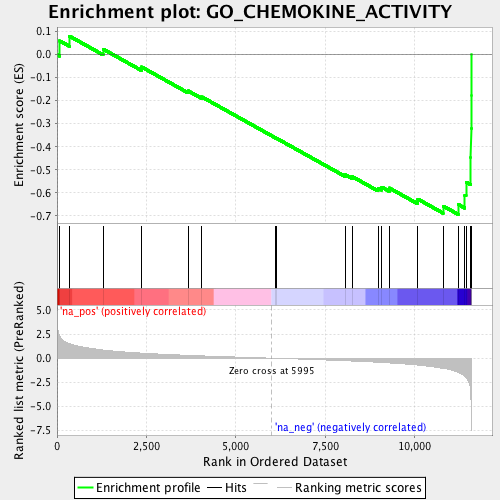 Enrichment plot: GO_CHEMOKINE_ACTIVITY
Enrichment score (ES)
0.1
0.0
-0.1
-0.2
-0.3
-0.4
-0.5
-0.6
-0.7
'na_pos' (positively correlated)
Ranked list metric (PreRanked)
5.0
2.5
0.0
-2.5
-5.0
-7.5
Zero cross at 5995
'na_neg' (negatively correlated)
0 2,500 5,000 7,500 10,000
Rank in Ordered Dataset
Enrichment profile Hits Ranking metric scores